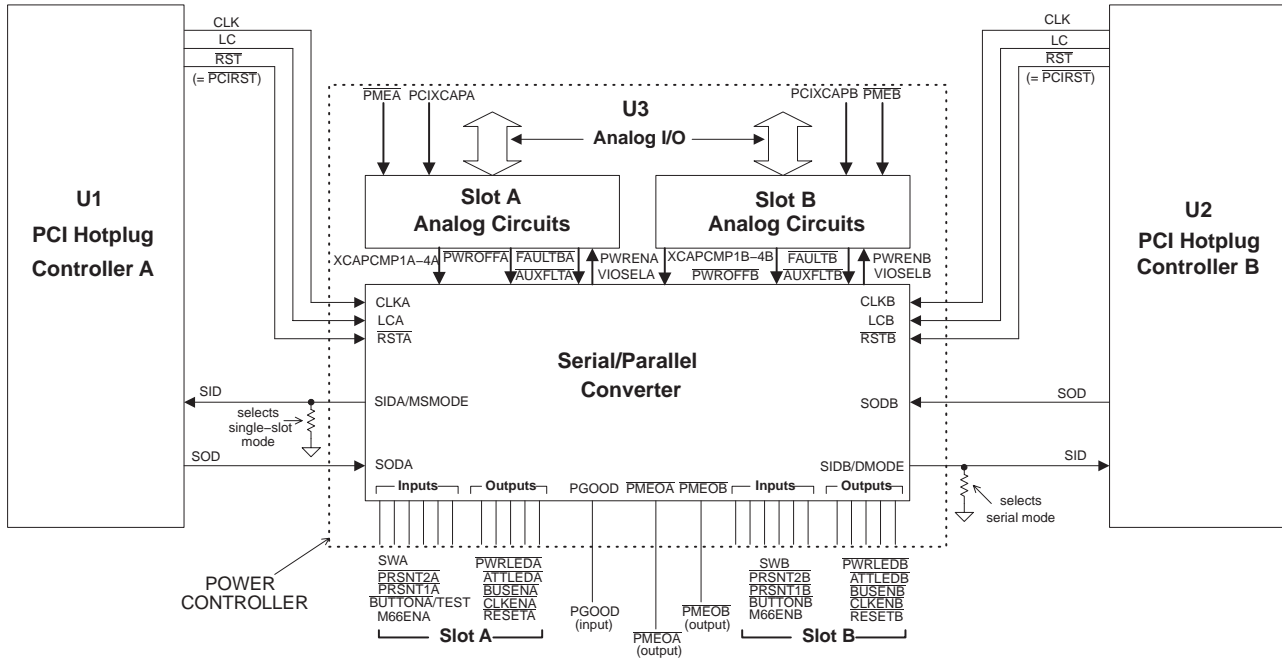 CLK
LC
RST
(= PCIRST)
U1
PCI Hotplug
Controller A
SID
SOD
selects
single–slot
mode
PMEA PCIXCAPA
U3
Analog I/O
PCIXCAPB PMEB
Slot A
Analog Circuits
Slot B
Analog Circuits
XCAPCMP1A–4A
PWROFFA
FAULTBA
AUXFLTA
PWRENA
VIOSELA
XCAPCMP1B–4B
PWROFFB
FAULTB
AUXFLTB
PWRENB
VIOSELB
CLKA
LCA
RSTA
CLKB
LCB
RSTB
Serial/Parallel
Converter
SIDA/MSMODE
SODA
SODB
SIDB/DMODE
Inputs
Outputs
PGOOD PMEOA PMEOB
Inputs
Outputs
CLK
LC
RST
(= PCIRST)
U2
PCI Hotplug
Controller B
SOD
SID
selects
serial mode
POWER
CONTROLLER
SWA
PRSNT2A
PRSNT1A
BUTTONA/TEST
M66ENA
PWRLEDA
ATTLEDA
BUSENA
CLKENA
RESETA
Slot A
PGOOD
(input)
PMEOA
(output)
PMEOB
(output)
SWB
PRSNT2B
PRSNT1B
BUTTONB
M66ENB
PWRLEDB
ATTLEDB
BUSENB
CLKENB
RESETB
Slot B